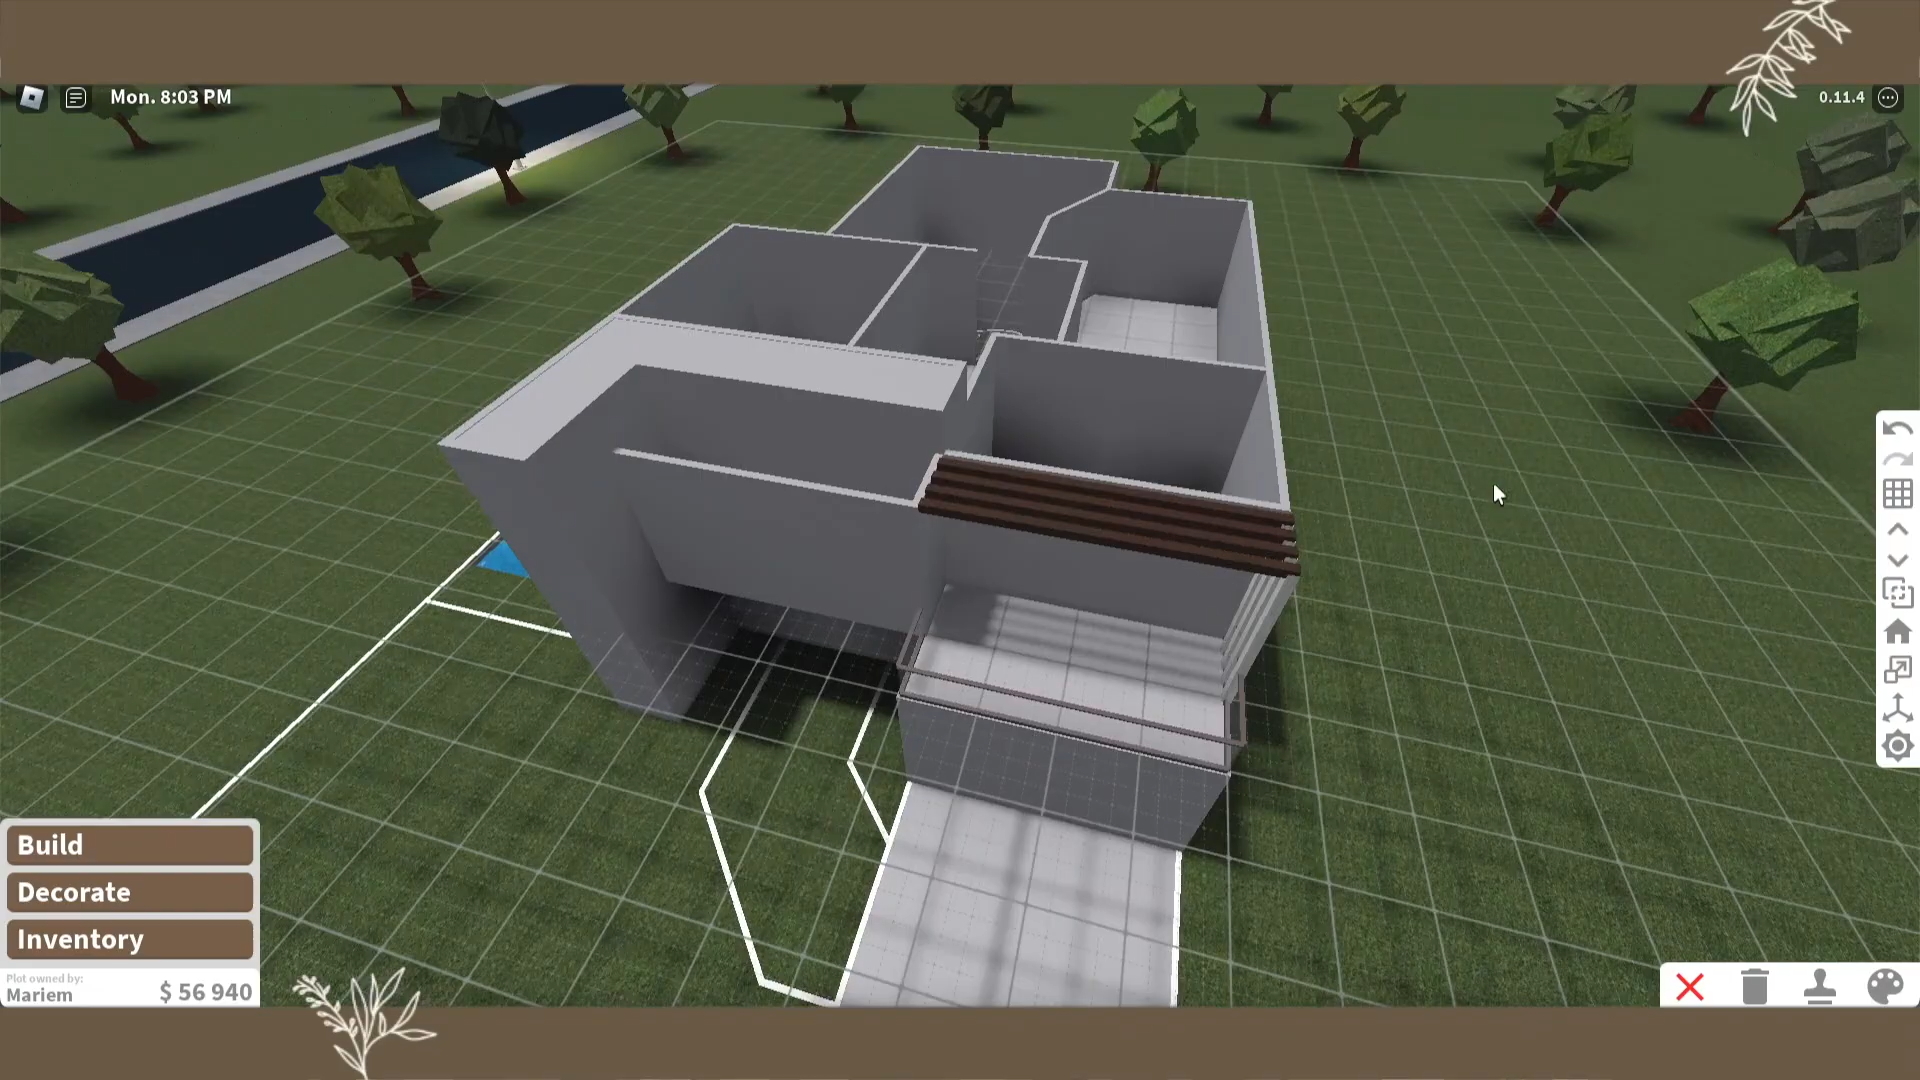 Mon. 8:03 PM
0.11.4
Build
Decorate
Inventory
Plot owned by:
Mariem
$ 56 940